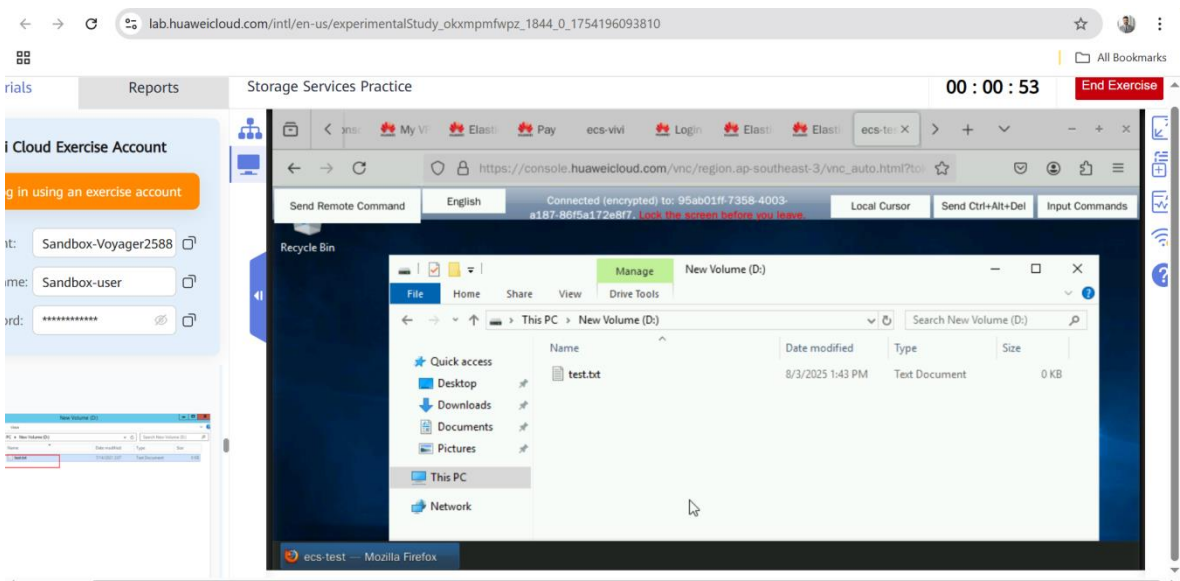 lab.huaweicloud.com/intl/en-us/experimentalStudy_okxmpmfwpz_1844_0_1754196093810
All Bookmarks
rials
Reports
Storage Services Practice
00 : 00 : 53
End Exercise
i Cloud Exercise Account
g in using an exercise account
nt:
Sandbox-Voyager2588
ame:
Sandbox-user
ord:
************
My VP
Elasti
Pay
ecs-vivi
Login
Elasti
Elasti
ecs-tes
https://console.huaweicloud.com/vnc/region.ap-southeast-3/vnc_auto.html?to
Send Remote Command
English
Connected (encrypted) to: 95ab01ff-7358-4003-
a187-86f5a172e8f7. Lock the screen before you leave.
Local Cursor
Send Ctrl+Alt+Del
Input Commands
Recycle Bin
Manage
New Volume (D:)
File
Home
Share
View
Drive Tools
This PC > New Volume (D:)
Search New Volume (D:)
Name
Date modified
Type
Size
Quick access
test.txt
8/3/2025 1:43 PM
Text Document
0 KB
Desktop
Downloads
Documents
Pictures
This PC
Network
New Volume (D:)
ecs-test — Mozilla Firefox